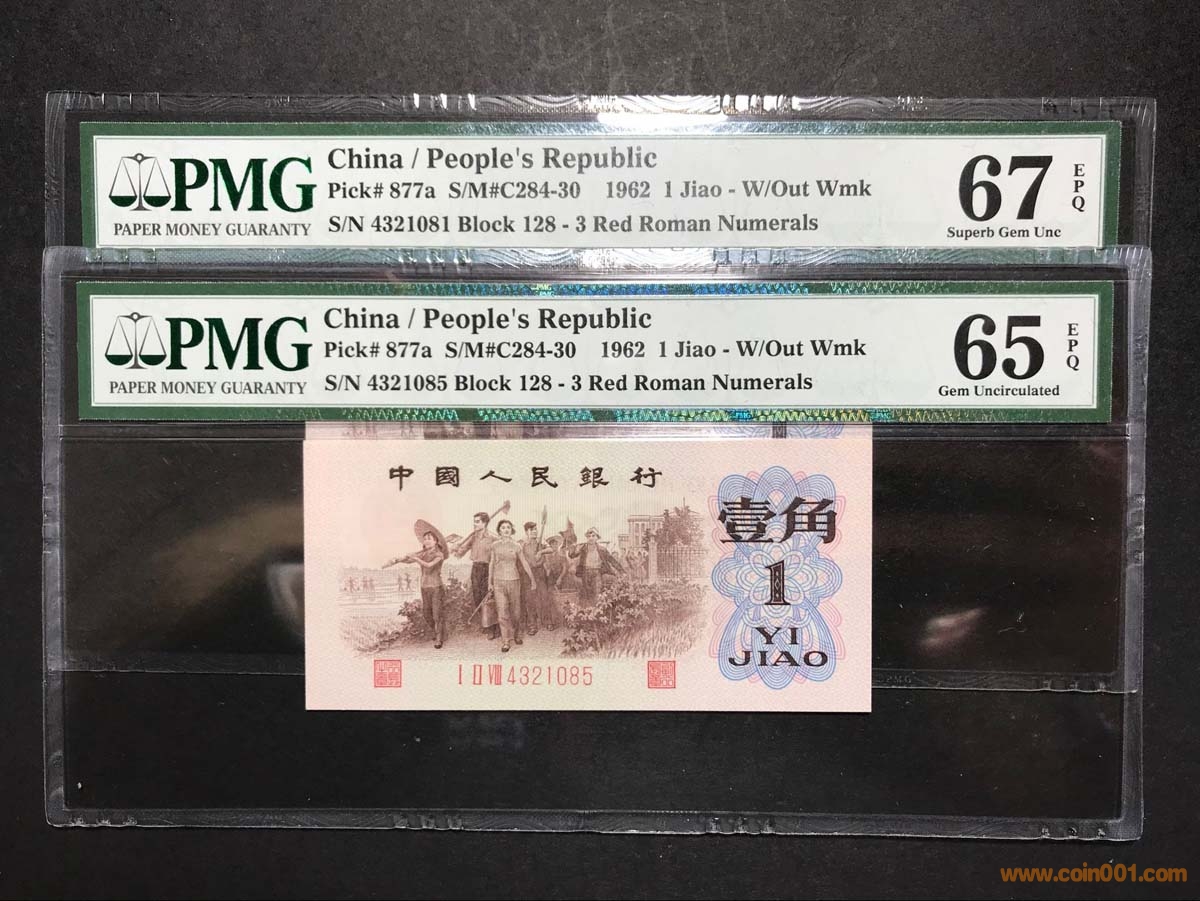 PMG
PAPER MONEY GUARANTY
China / People's Republic
Pick# 877a S/M#C284-30 1962 1 Jiao - W/Out Wmk
S/N 4321081 Block 128 - 3 Red Roman Numerals
67
EPQ
Superb Gem Unc
PMG
PAPER MONEY GUARANTY
China / People's Republic
Pick# 877a S/M#C284-30 1962 1 Jiao - W/Out Wmk
S/N 4321085 Block 128 - 3 Red Roman Numerals
65
EPQ
Gem Uncirculated
中國人民銀行
壹角
1
YI
JIAO
I II VIII 4321085
PMG
www.coin001.com